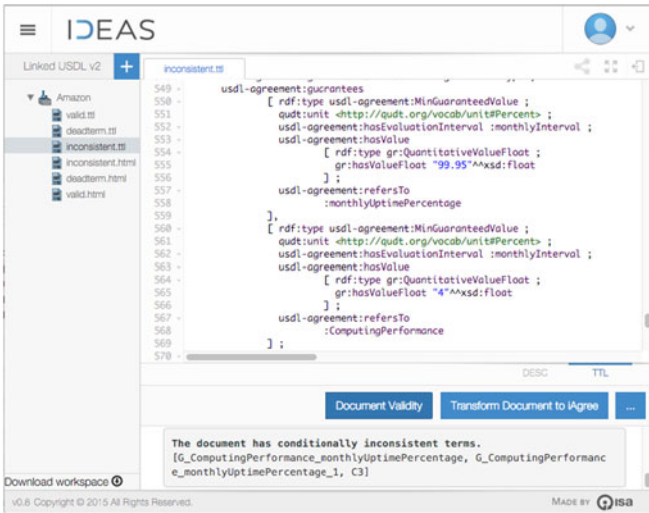 IDEAS
Linked USDL v2 +
Amazon
valid.ttl
deadterm.ttl
inconsistent.ttl
inconsistent.html
deadterm.html
valid.html
Download workspace
inconsistent.ttl
549 - usdl-agreement:guarantees
550 - [ rdf:type usdl-agreement:MinGuaranteedValue ;
551 qudt:unit <http://qudt.org/vocab/unit#Percent> ;
552 - usdl-agreement:hasEvaluationInterval :monthlyInterval ;
553 - usdl-agreement:hasValue
554 - [ rdf:type gr:QuantitativeValueFloat ;
555 gr:hasValueFloat "99.95"^^xsd:float
556 ] ;
557 - usdl-agreement:refersTo
558 :monthlyUptimePercentage
559 ],
560 - [ rdf:type usdl-agreement:MinGuaranteedValue ;
561 qudt:unit <http://qudt.org/vocab/unit#Percent> ;
562 - usdl-agreement:hasEvaluationInterval :monthlyInterval ;
563 - usdl-agreement:hasValue
564 - [ rdf:type gr:QuantitativeValueFloat ;
565 gr:hasValueFloat "4"^^xsd:float
566 ] ;
567 - usdl-agreement:refersTo
568 :ComputingPerformance
569 ] ;
570 -
DESC TTL
Document Validity Transform Document to iAgree ...
The document has conditionally inconsistent terms.
[G_ComputingPerformance_monthlyUptimePercentage, G_ComputingPerformanc
e_monthlyUptimePercentage_1, C3]
v0.6 Copyright © 2015 All Rights Reserved. MADE BY isa